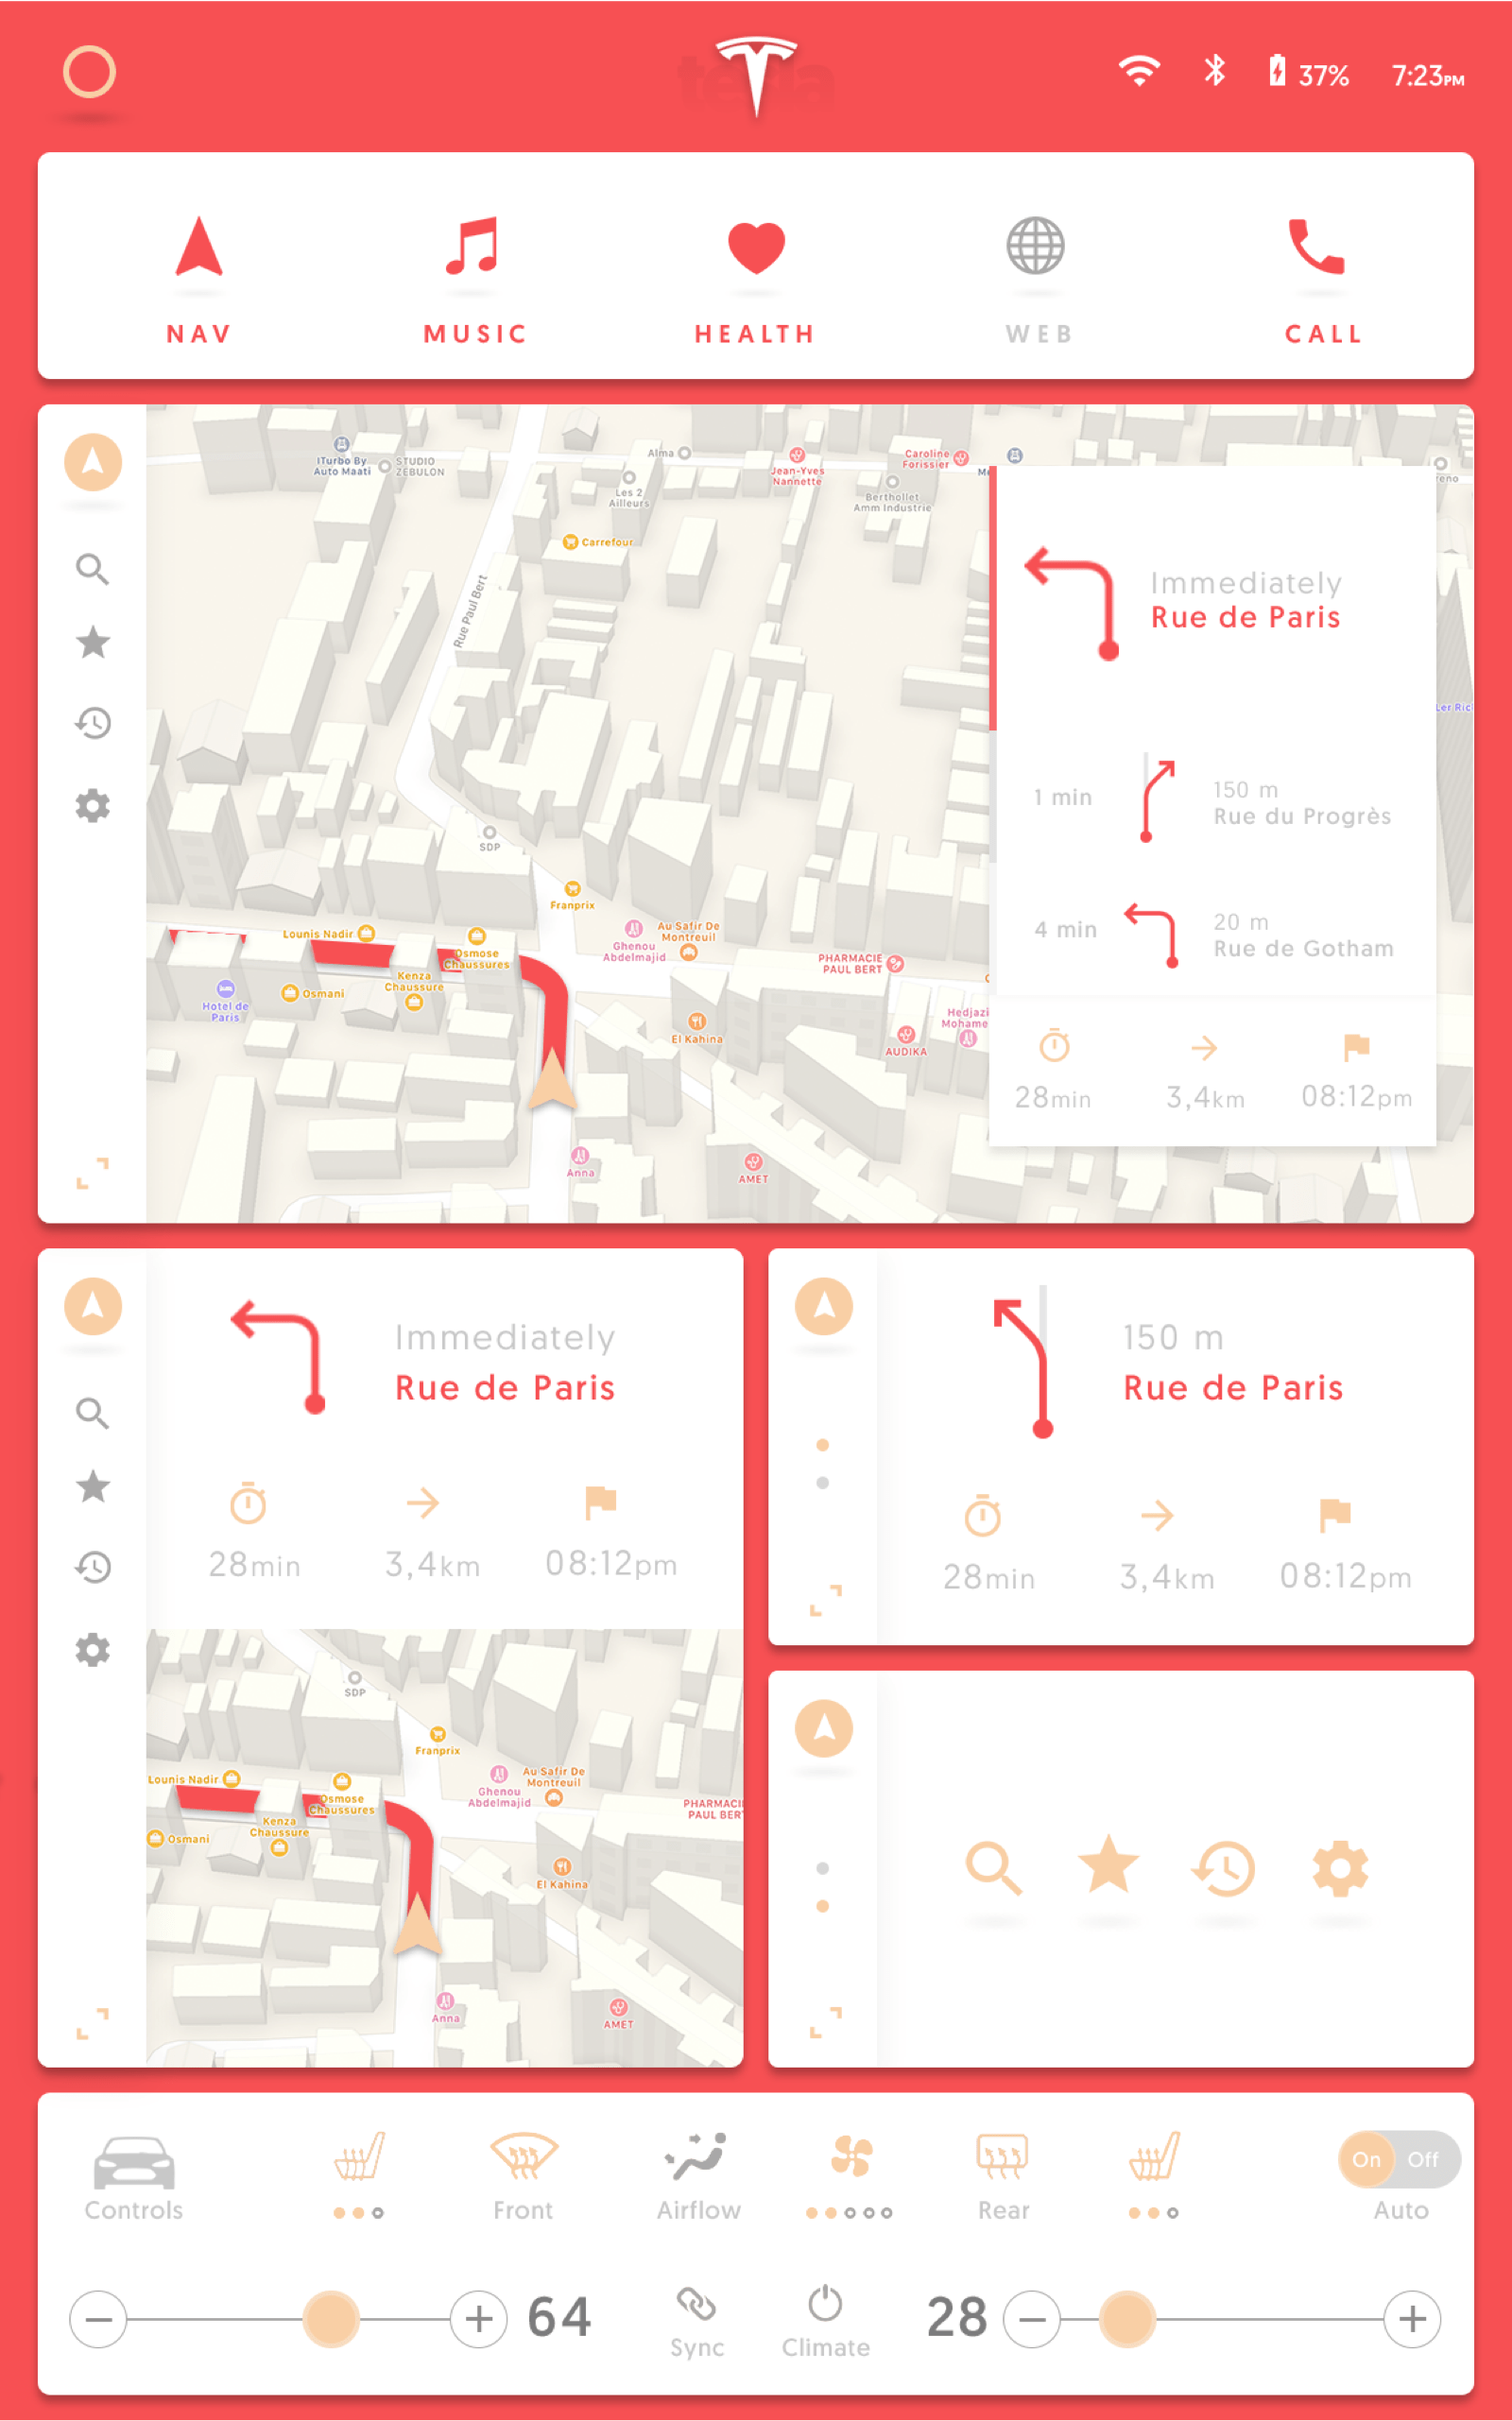 37% 7:23PM
NAV MUSIC HEALTH WEB CALL
ITurbo By
Auto Maati
STUDIO
ZEBULON
Alma
Les 2
Ailleurs
Jean-Yves
Nannette
Caroline
Forissier
Berthollet
Amm Industrie
Carrefour
Rue Paul Bert
SDP
Franprix
Lounis Nadir
Osmose
Chaussures
Kenza
Chaussure
Osmani
Hotel de
Paris
Ghenou
Abdelmajid
Au Safir De
Montreuil
PHARMACIE
PAUL BERT
El Kahina
AUDIKA
Hedjazi
Mohame
Anna
AMET
Ler Ric
Immediately
Rue de Paris
1 min
150 m
Rue du Progrès
4 min
20 m
Rue de Gotham
28min 3,4km 08:12pm
Immediately
Rue de Paris
28min 3,4km 08:12pm
SDP
Franprix
Lounis Nadir
Osmose
Chaussures
Kenza
Chaussure
Osmani
Ghenou
Abdelmajid
Au Safir De
Montreuil
PHARMACI
PAUL BER
El Kahina
Anna
AMET
150 m
Rue de Paris
28min 3,4km 08:12pm
On Off
Controls Front Airflow Rear Auto
64 28
Sync Climate